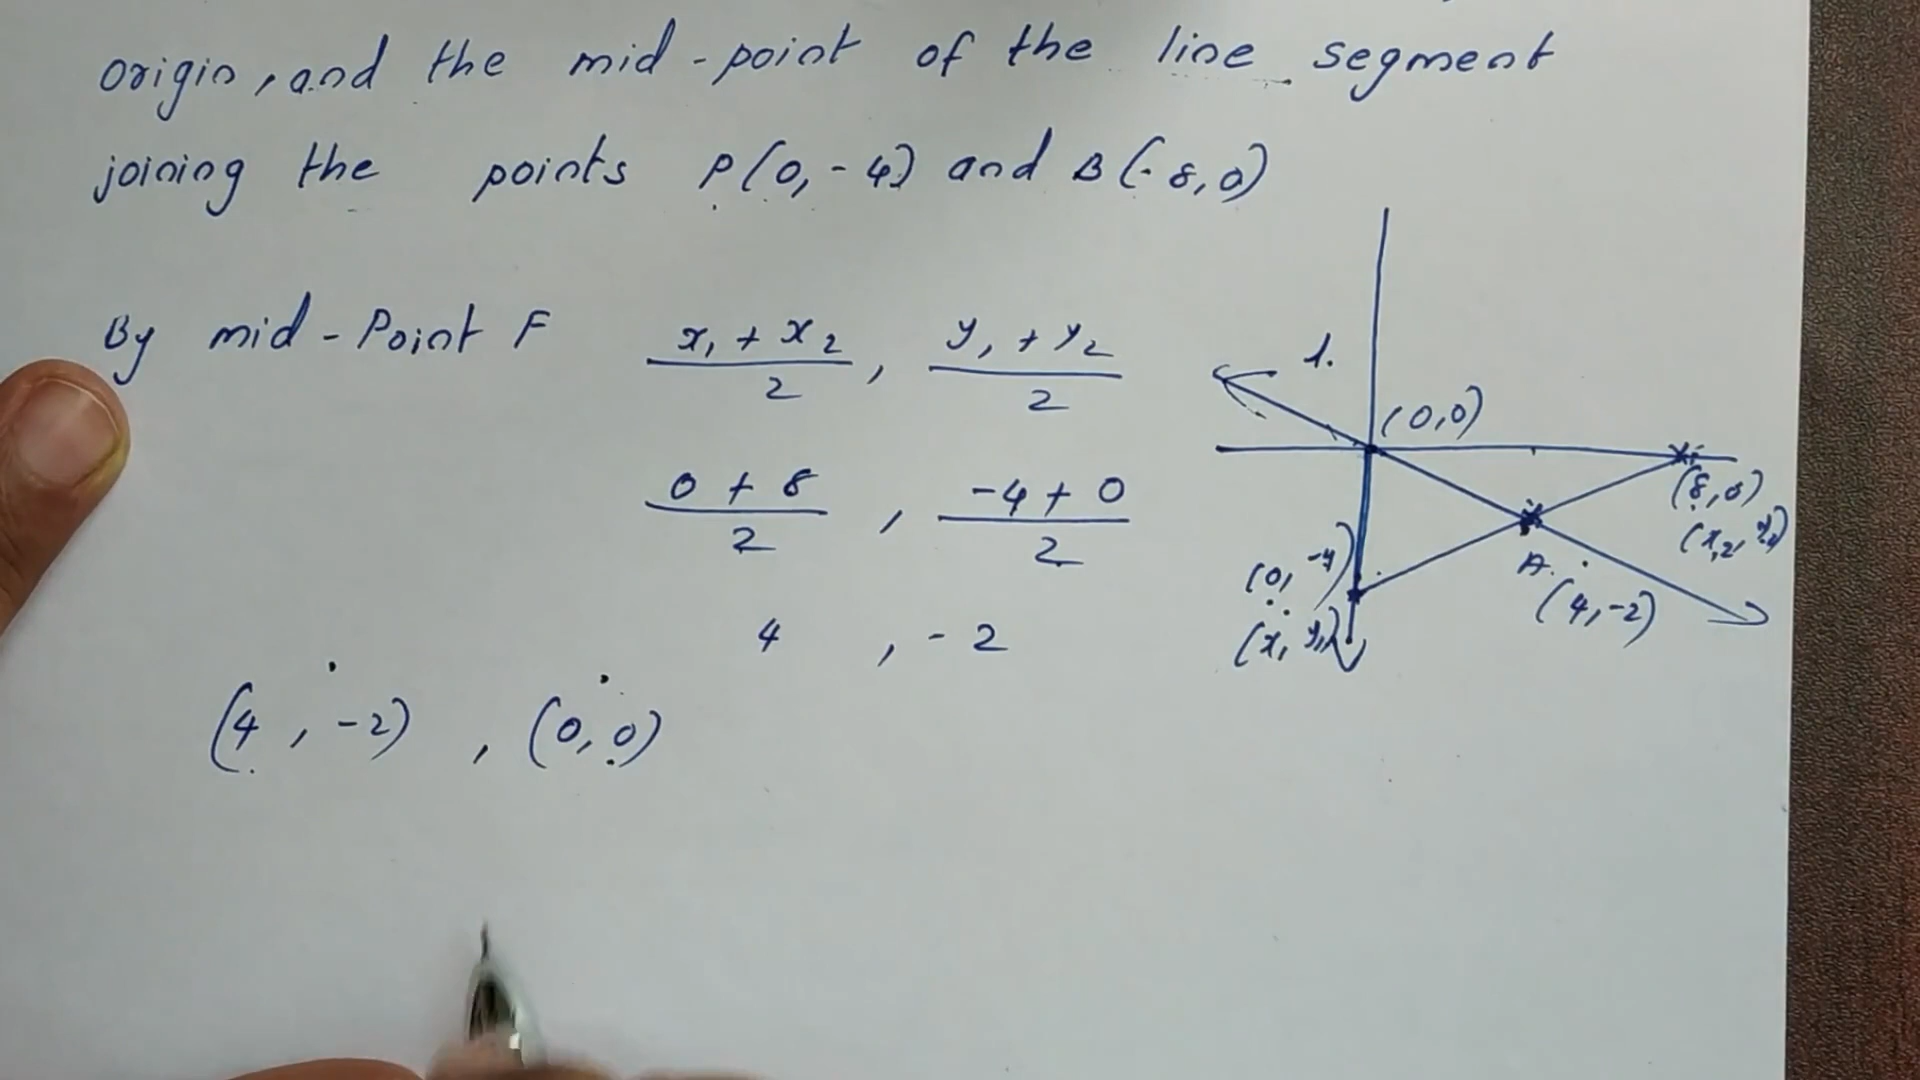 origin, and the mid-point of the line segment
joining the points P(0,-4) and B(-8,0)
By mid-Point F x₁ + x₂ / 2 , y₁ + y₂ / 2
0 + 8 / 2 , -4 + 0 / 2
4 , -2
(4 , -2) , (0,0)
l.
(0,0)
(8,0)
(x₂, y₂)
(0, -4)
(x₁ y₁)
A.
(4,-2)